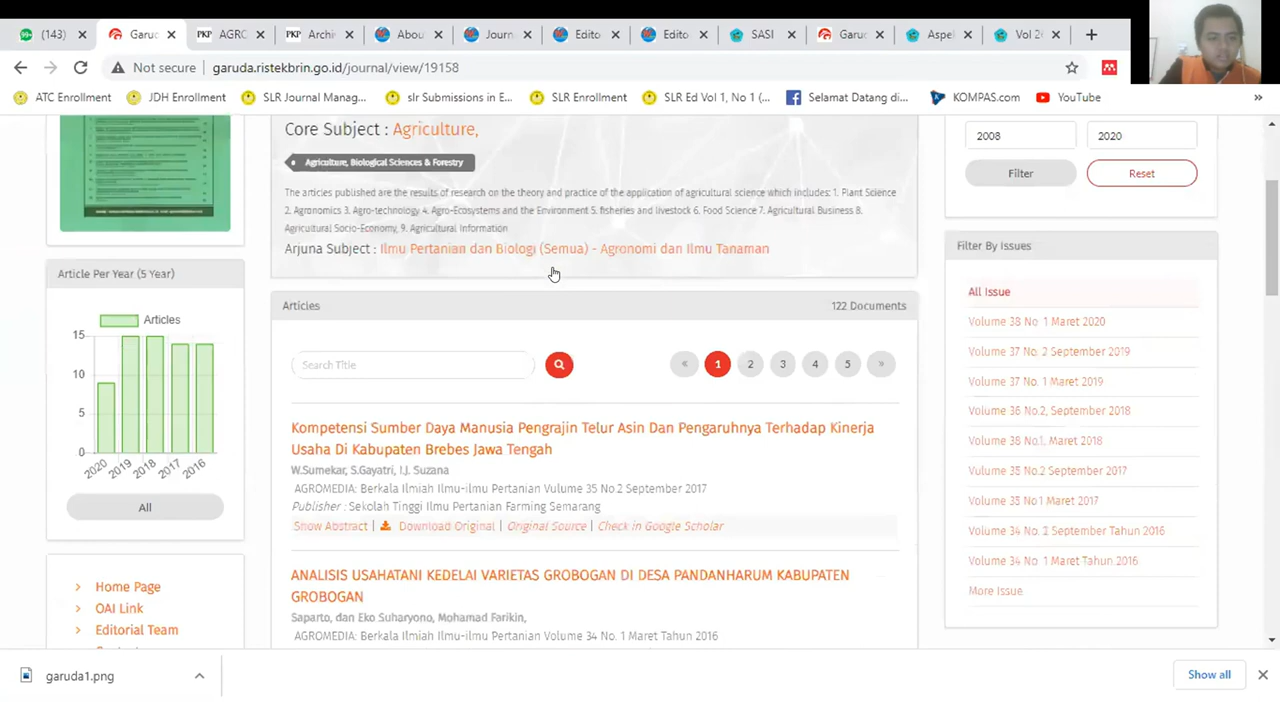 (143)
Garuc
PKP AGRC
PKP Archi
Abou
Journ
Edito
Edito
SASI
Garuc
Aspel
Vol 2
Not secure
garuda.ristekbrin.go.id/journal/view/19158
ATC Enrollment
JDH Enrollment
SLR Journal Manag...
slr Submissions in E...
SLR Enrollment
SLR Ed Vol 1, No 1 (...
Selamat Datang di...
KOMPAS.com
YouTube
Core Subject : Agriculture,
Agriculture, Biological Sciences & Forestry
The articles published are the results of research on the theory and practice of the application of agricultural science which includes: 1. Plant Science
2. Agronomics 3. Agro-technology 4. Agro-Ecosystems and the Environment 5. fisheries and livestock 6. Food Science 7. Agricultural Business 8.
Agricultural Socio-Economy, 9. Agricultural Information
Arjuna Subject : Ilmu Pertanian dan Biologi (Semua) - Agronomi dan Ilmu Tanaman
2008
2020
Filter
Reset
Article Per Year (5 Year)
Articles
15
10
5
0
2020
2019
2018
2017
2016
All
Home Page
OAI Link
Editorial Team
Articles
122 Documents
Search Title
«
1
2
3
4
5
»
Kompetensi Sumber Daya Manusia Pengrajin Telur Asin Dan Pengaruhnya Terhadap Kinerja
Usaha Di Kabupaten Brebes Jawa Tengah
W.Sumekar, S.Gayatri, I.J. Suzana
AGROMEDIA: Berkala Ilmiah Ilmu-ilmu Pertanian Vulume 35 No.2 September 2017
Publisher : Sekolah Tinggi Ilmu Pertanian Farming Semarang
Show Abstract | Download Original | Original Source | Check in Google Scholar
ANALISIS USAHATANI KEDELAI VARIETAS GROBOGAN DI DESA PANDANHARUM KABUPATEN
GROBOGAN
Saparto, dan Eko Suharyono, Mohamad Farikin,
AGROMEDIA: Berkala Ilmiah Ilmu-ilmu Pertanian Volume 34 No. 1 Maret Tahun 2016
Filter By Issues
All Issue
Volume 38 No 1 Maret 2020
Volume 37 No. 2 September 2019
Volume 37 No. 1 Maret 2019
Volume 36 No.2, September 2018
Volume 36 No.1, Maret 2018
Volume 35 No.2 September 2017
Volume 35 No 1 Maret 2017
Volume 34 No. 2 September Tahun 2016
Volume 34 No 1 Maret Tahun 2016
More Issue
garuda1.png
Show all